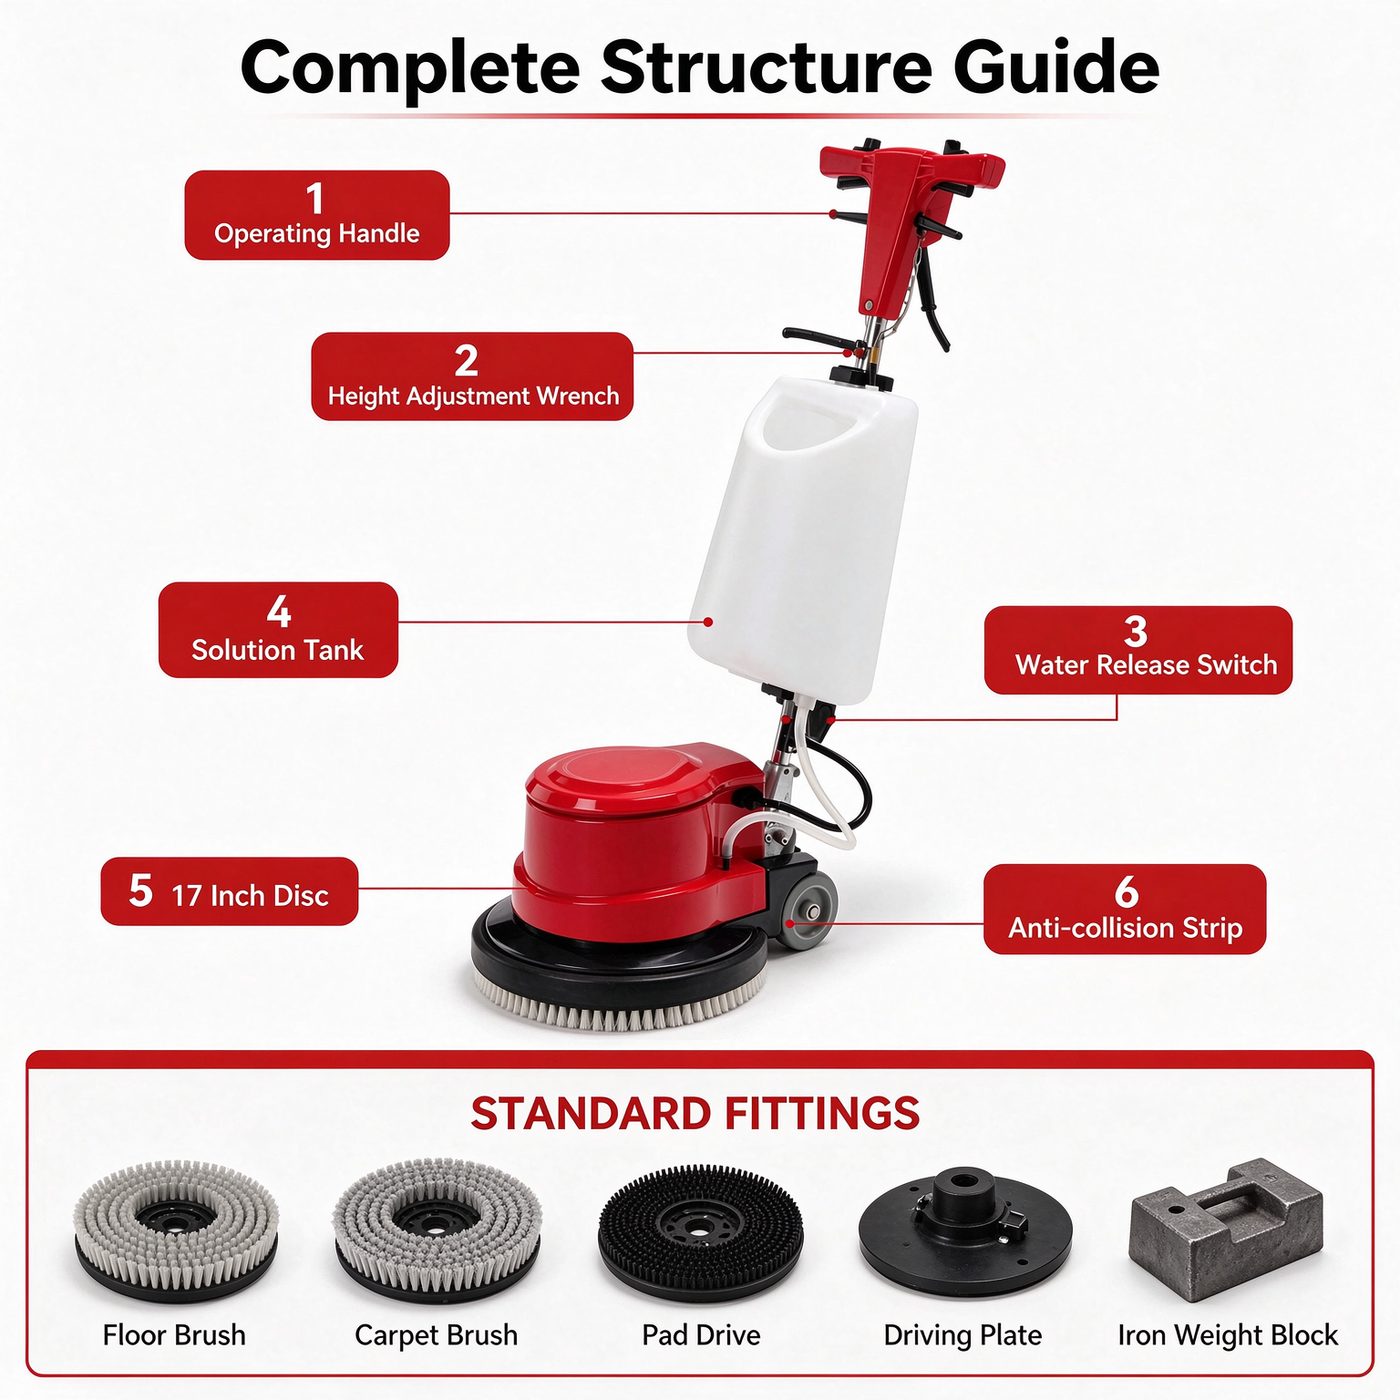 Complete Structure Guide
1
Operating Handle
2
Height Adjustment Wrench
4
Solution Tank
3
Water Release Switch
5 17 Inch Disc
6
Anti-collision Strip
STANDARD FITTINGS
Floor Brush
Carpet Brush
Pad Drive
Driving Plate
Iron Weight Block